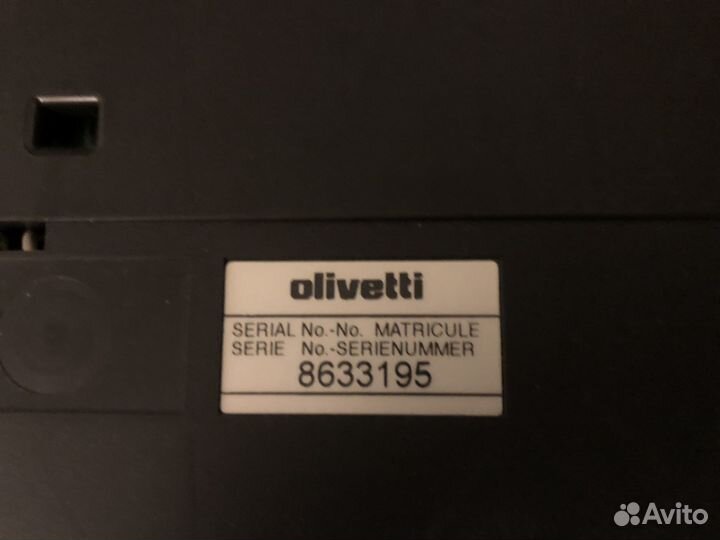 olivetti
SERIAL No.-No. MATRICULE
SERIE No.-SERIENUMMER
8633195
Avito